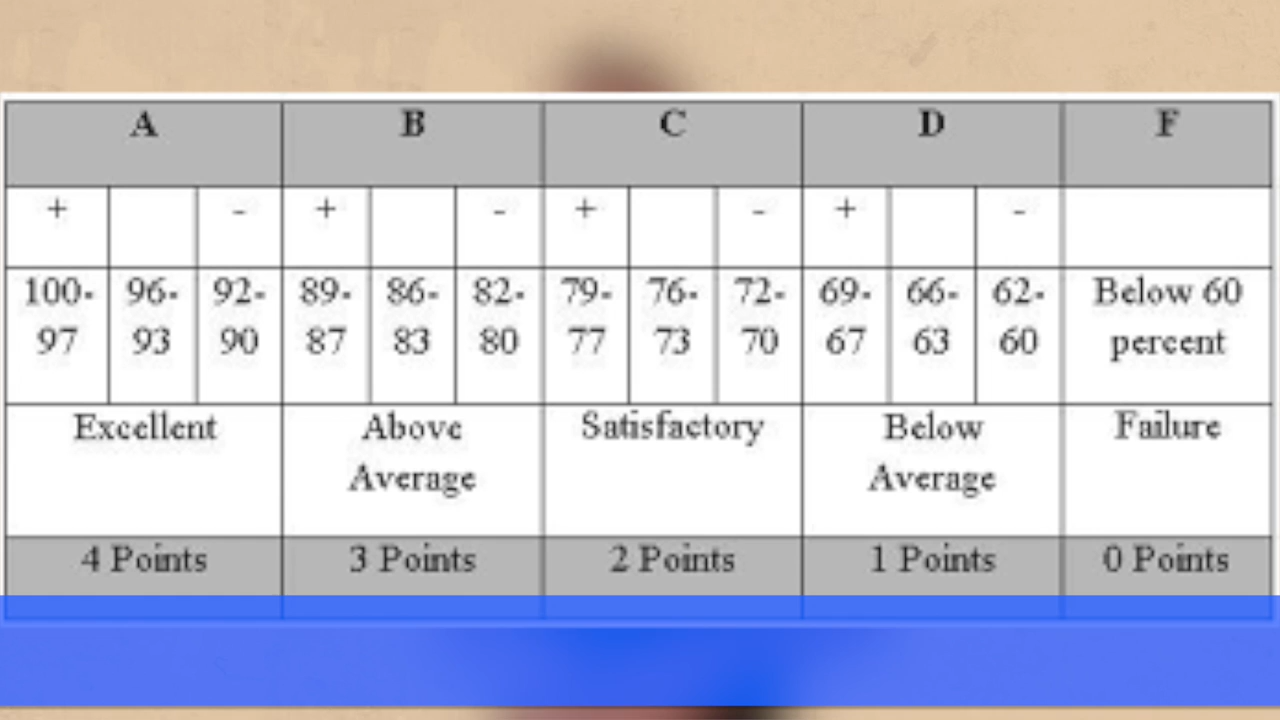 A B C D F
+ - + - + - + -
100- 96- 92- 89- 86- 82- 79- 76- 72- 69- 66- 62- Below 60
97 93 90 87 83 80 77 73 70 67 63 60 percent
Excellent Above Satisfactory Below Failure
Average Average
4 Points 3 Points 2 Points 1 Points 0 Points